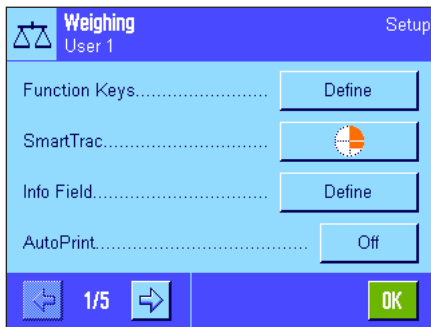 Weighing
User 1
Setup
Function Keys........................... Define
SmartTrac.................................
Info Field.................................. Define
AutoPrint........................................... Off
1/5
OK